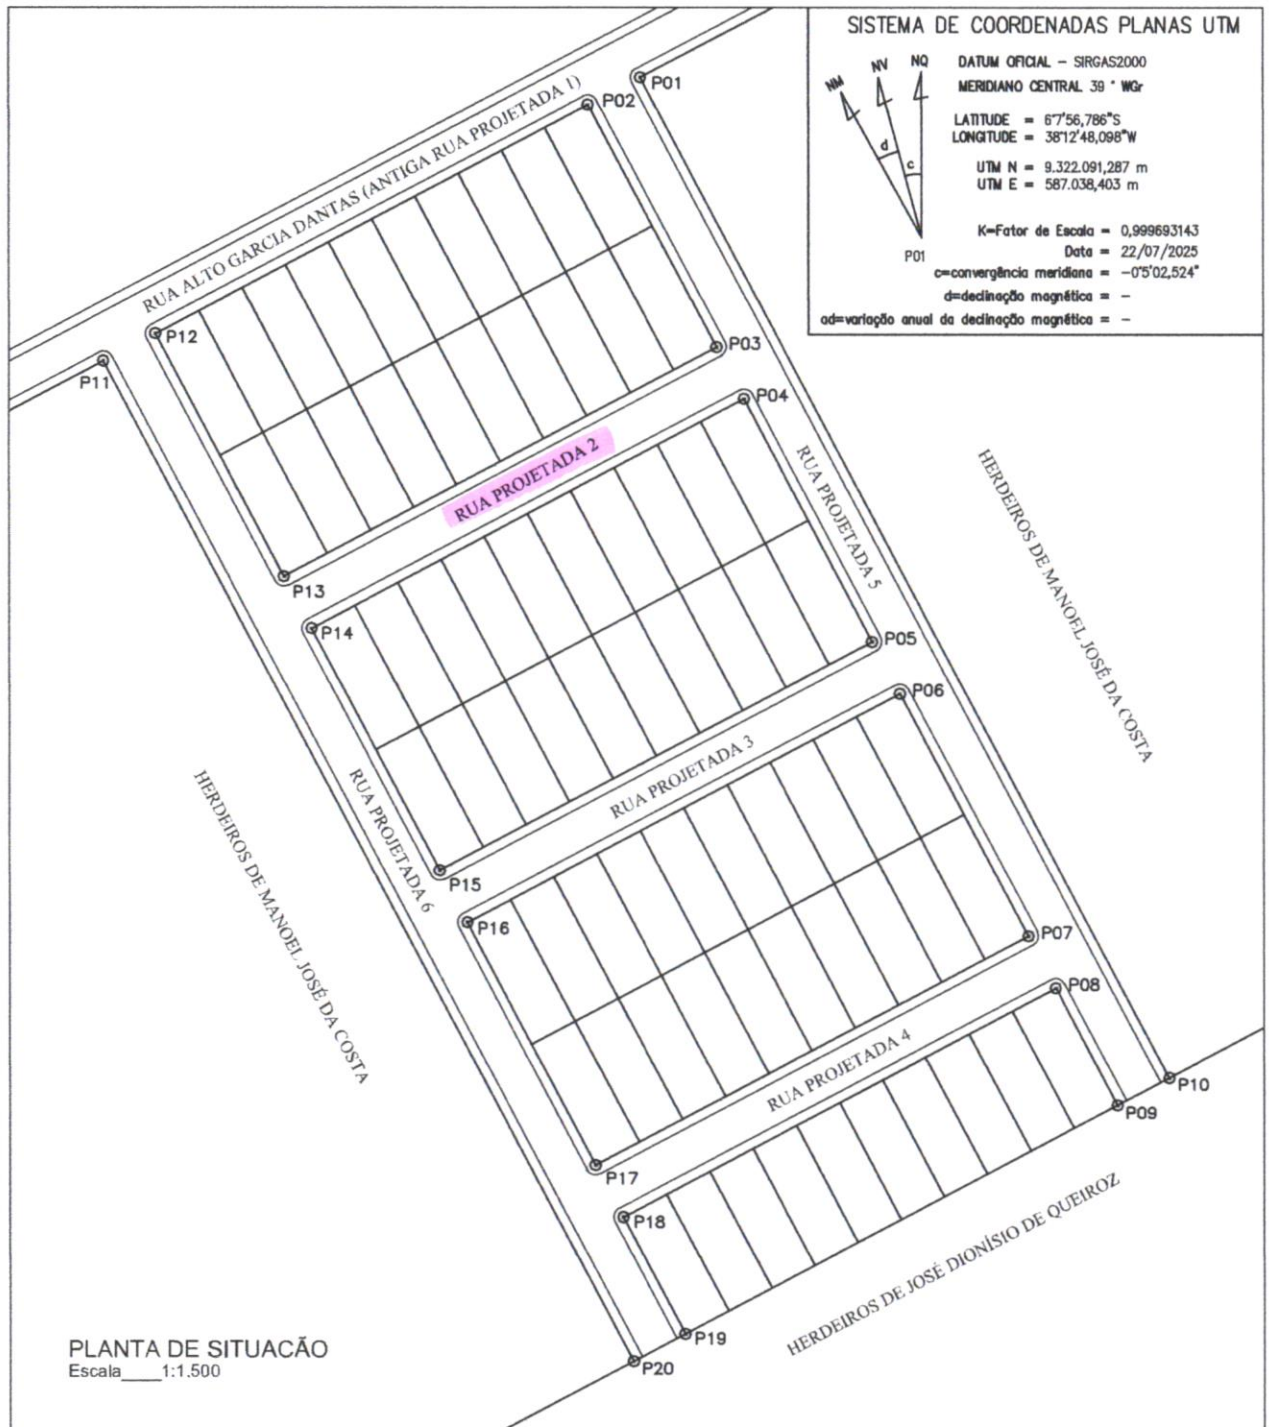 SISTEMA DE COORDENADAS PLANAS UTM
NM
NV
NQ
d
c
P01
DATUM OFICIAL - SIRGAS2000
MERIDIANO CENTRAL 39 ° WGr
LATITUDE = 6°7'56,786"S
LONGITUDE = 38°12'48,098"W
UTM N = 9.322.091,287 m
UTM E = 587.038,403 m
K=Fator de Escala = 0,999693143
Data = 22/07/2025
c=convergência meridiana = -0°5'02,524"
d=declinação magnética = -
ad=variação anual da declinação magnética = -
P01
P02
RUA ALTO GARCIA DANTAS (ANTIGA RUA PROJETADA 1)
P12
P11
P03
P04
RUA PROJETADA 2
P13
P14
RUA PROJETADA 5
HERDEIROS DE MANOEL JOSÉ DA COSTA
P05
P06
RUA PROJETADA 3
RUA PROJETADA 6
HERDEIROS DE MANOEL JOSÉ DA COSTA
P15
P16
P07
P08
RUA PROJETADA 4
P10
P09
P17
P18
HERDEIROS DE JOSÉ DIONÍSIO DE QUEIROZ
P19
P20
PLANTA DE SITUACÃO
Escala____1:1.500